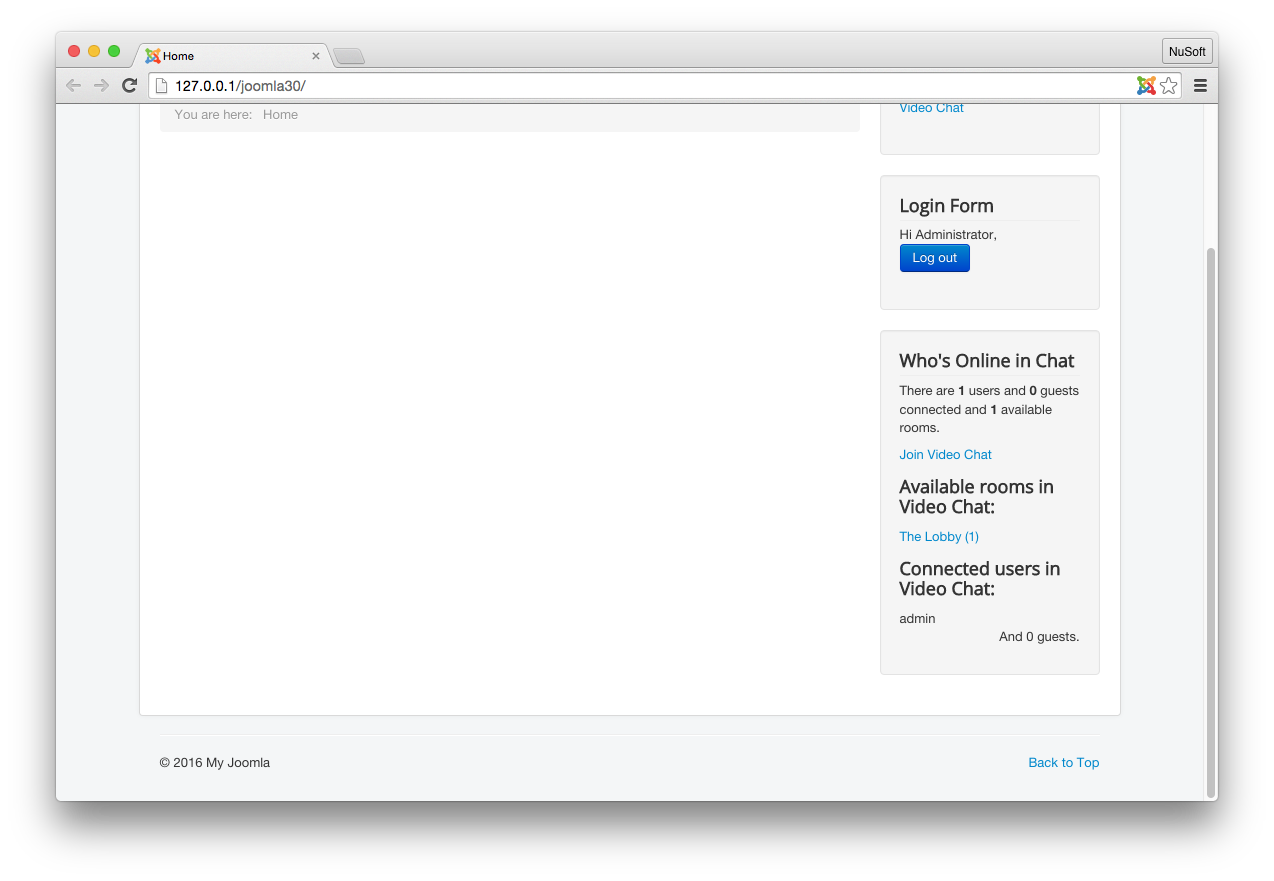 Home
NuSoft
127.0.0.1/joomla30/
You are here: Home
Video Chat
Login Form
Hi Administrator,
Log out
Who's Online in Chat
There are 1 users and 0 guests
connected and 1 available
rooms.
Join Video Chat
Available rooms in
Video Chat:
The Lobby (1)
Connected users in
Video Chat:
admin
And 0 guests.
© 2016 My Joomla
Back to Top